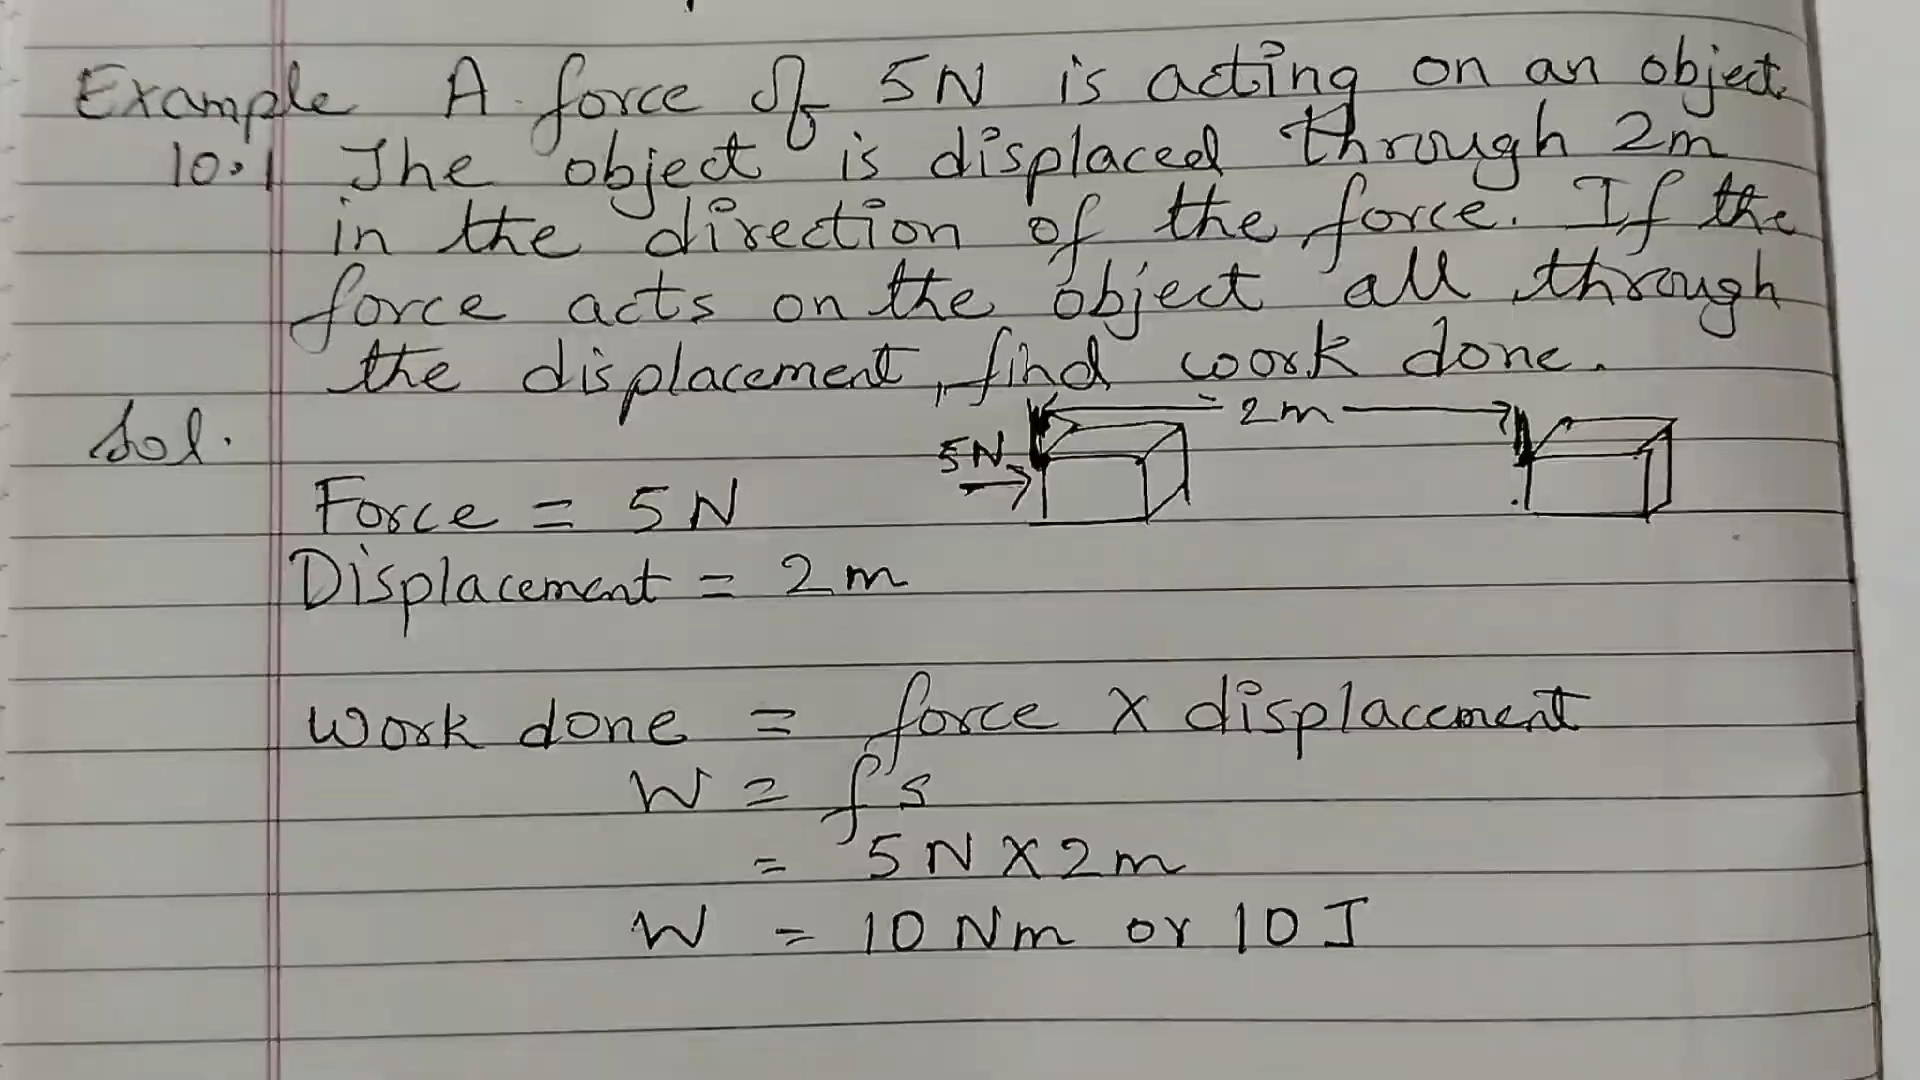 Example A force of 5N is acting on an object.
10.1 The object is displaced through 2m
in the direction of the force. If the
force acts on the object all through
the displacement, find work done.
Sol.
2m
5N
Force = 5N
Displacement = 2m
Work done = force X displacement
W = fs
= 5N X 2m
W = 10 Nm or 10 J